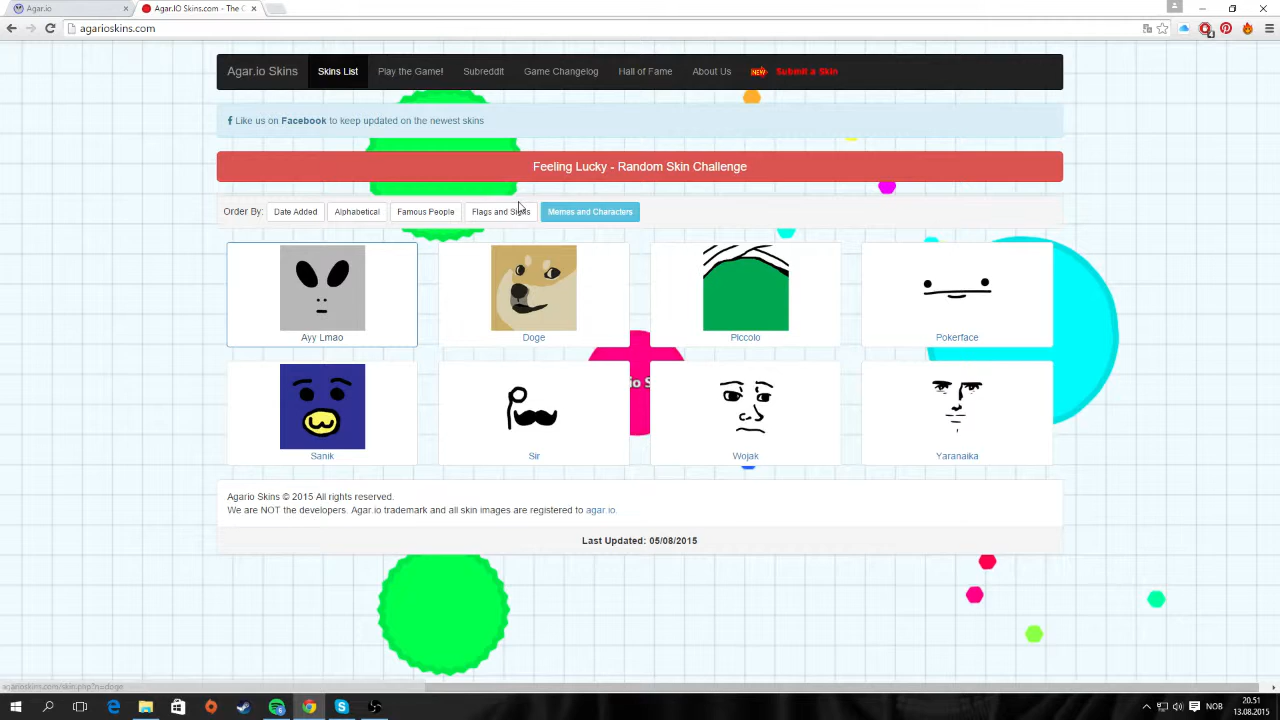 Agar.io
Agar.IO Skins.com - The C
agarioskins.com
Agar.io Skins
Skins List
Play the Game!
Subreddit
Game Changelog
Hall of Fame
About Us
NEW
Submit a Skin
Like us on Facebook to keep updated on the newest skins
Feeling Lucky - Random Skin Challenge
Order By:
Date Added
Alphabetical
Famous People
Flags and Signs
Memes and Characters
Ayy Lmao
Doge
Piccolo
Pokerface
Sanik
Sir
Wojak
Yaranaika
Agario Skins © 2015 All rights reserved.
We are NOT the developers. Agar.io trademark and all skin images are registered to agar.io.
Last Updated: 05/08/2015
agarioskins.com/skin.php?n=doge
NOB
20.51
13.08.2015